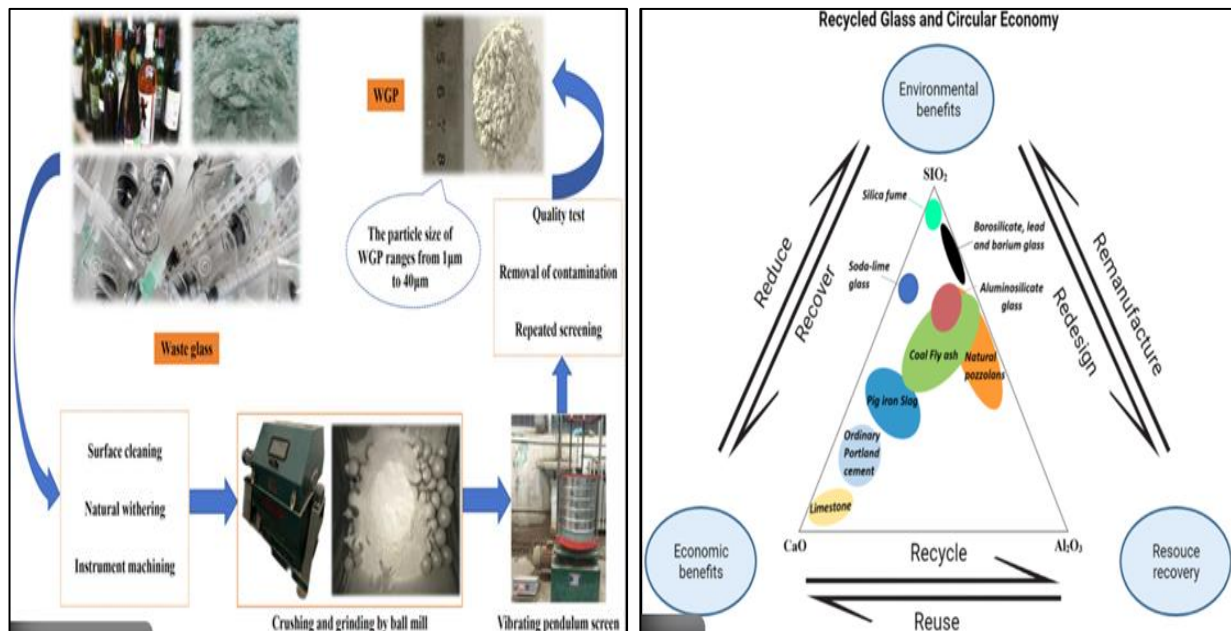 WGP
The particle size of
WGP ranges from 1μm
to 40μm
Quality test
Removal of contamination
Repeated screening
Waste glass
Surface cleaning
Natural withering
Instrument machining
Crushing and grinding by ball mill
Vibrating pendulum screen
Recycled Glass and Circular Economy
Environmental
benefits
SIO₂
Silica fume
Borosilicate, lead
and barium glass
Soda-lime
glass
Aluminosilicate
glass
Coal Fly ash
Natural
pozzolans
Pig iron Slag
Ordinary
Portland
cement
Limestone
CaO
Al₂O₃
Reduce
Recover
Remanufacture
Redesign
Recycle
Reuse
Economic
benefits
Resouce
recovery
5
6
7
8